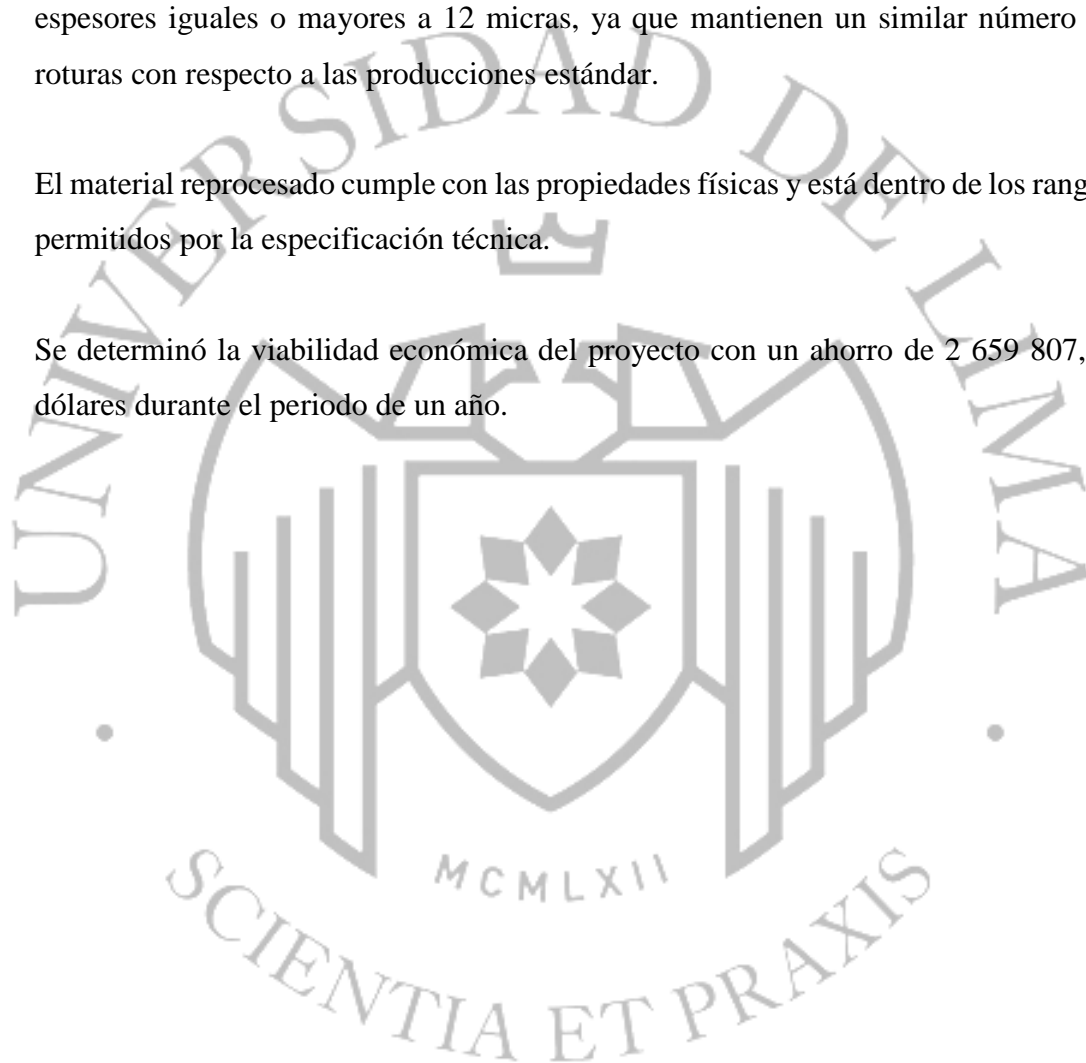 espesores iguales o mayores a 12 micras, ya que mantienen un similar número
roturas con respecto a las producciones estándar.
El material reprocesado cumple con las propiedades físicas y está dentro de los rang
permitidos por la especificación técnica.
Se determinó la viabilidad económica del proyecto con un ahorro de 2 659 807,
dólares durante el periodo de un año.
UNIVERSIDAD DE LIMA
MCMLXII
SCIENTIA ET PRAXIS